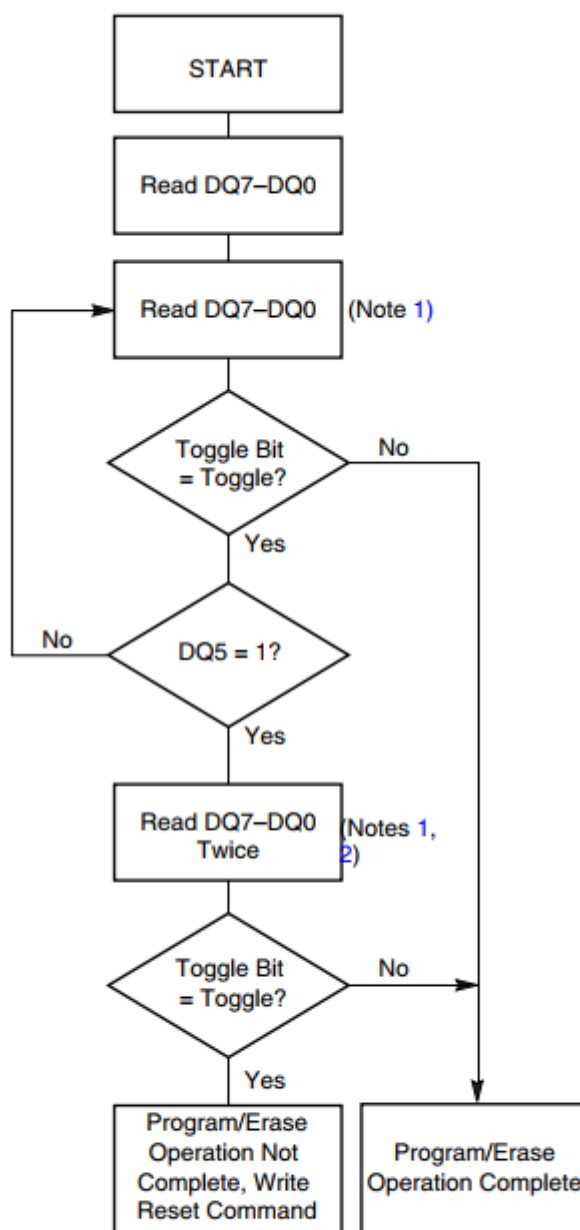 START
Read DQ7–DQ0
Read DQ7–DQ0 (Note 1)
Toggle Bit
= Toggle?
No
Yes
No
DQ5 = 1?
Yes
Read DQ7–DQ0
Twice
(Notes 1,
2)
Toggle Bit
= Toggle?
No
Yes
Program/Erase
Operation Not
Complete, Write
Reset Command
Program/Erase
Operation Complete